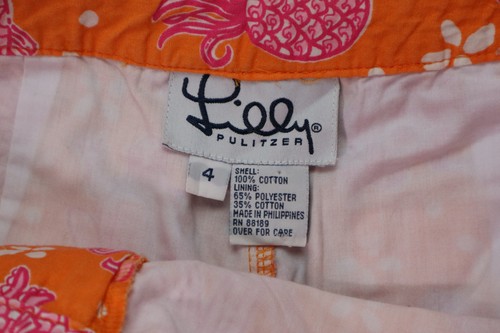 Lilly®
PULITZER
4
SHELL:
100% COTTON
LINING:
65% POLYESTER
35% COTTON
MADE IN PHILIPPINES
RN 88189
OVER FOR CARE